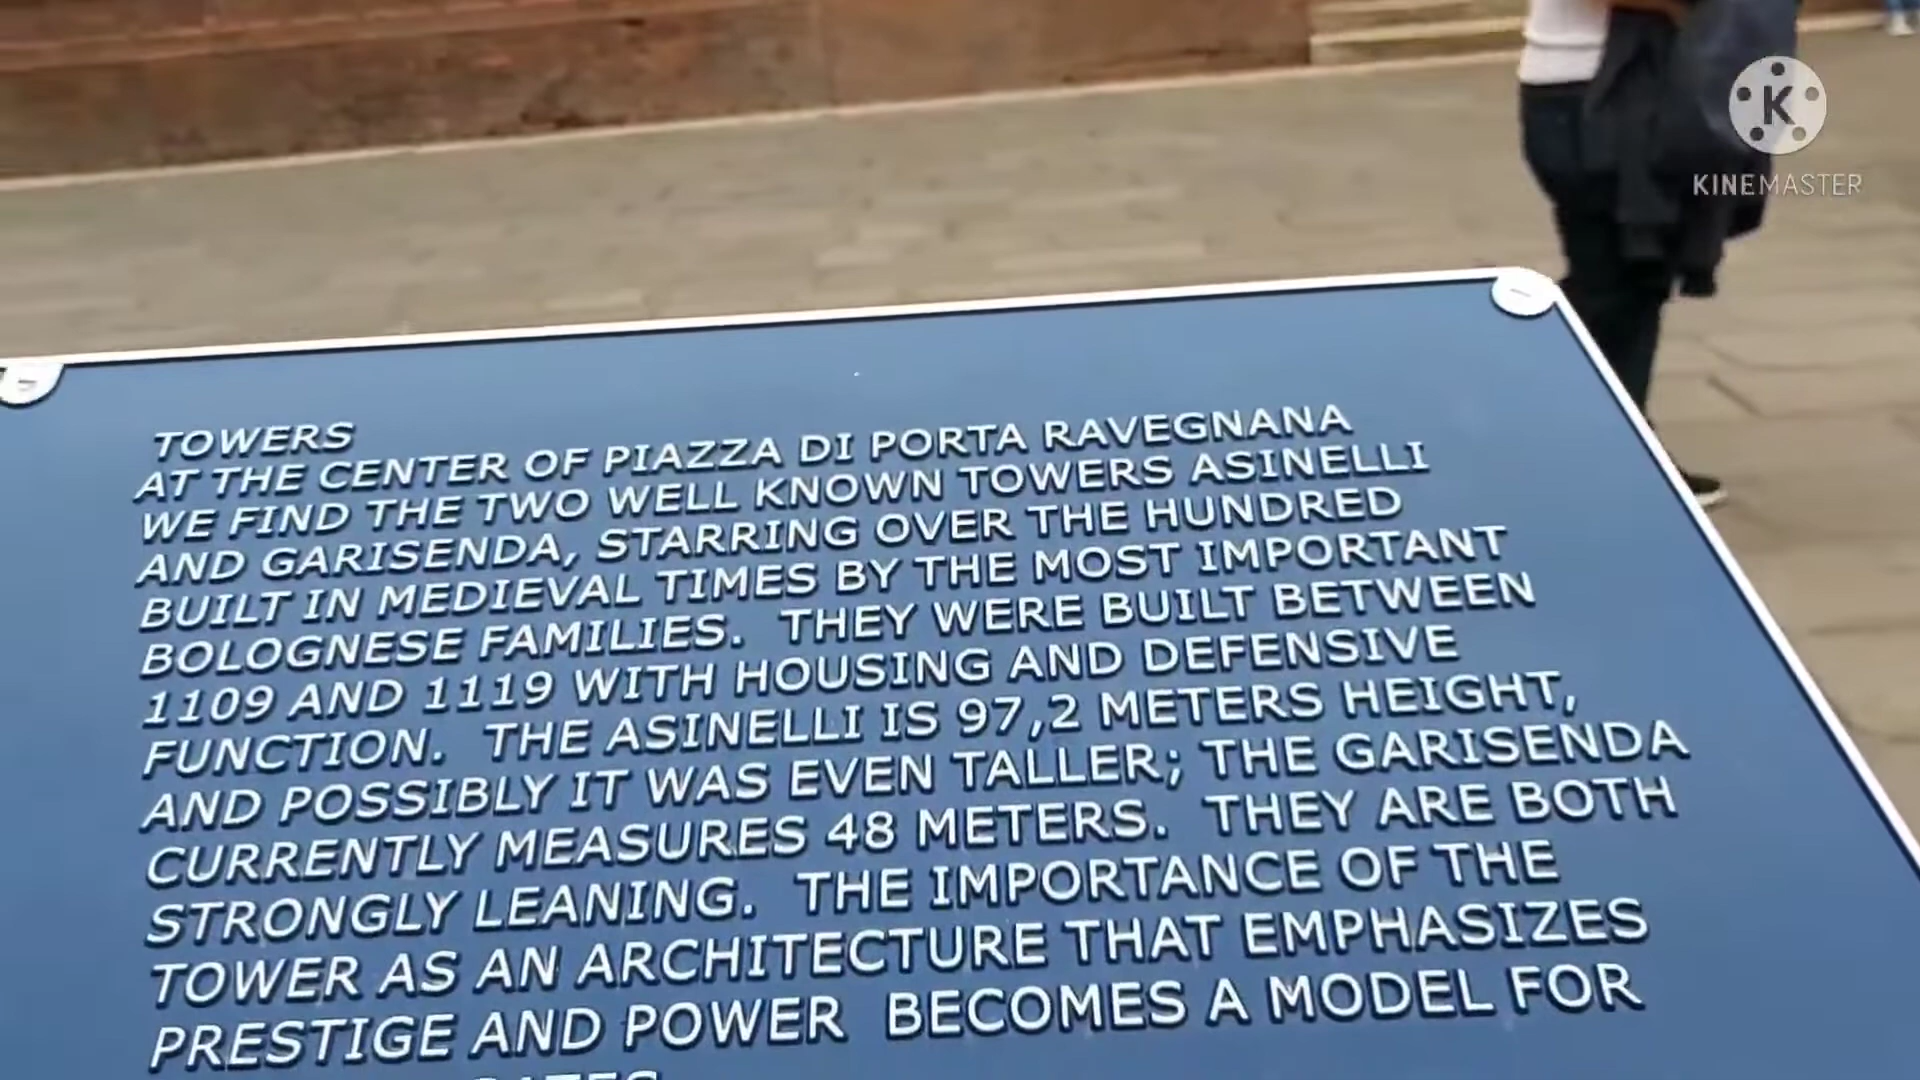 K
KINEMASTER
TOWERS
AT THE CENTER OF PIAZZA DI PORTA RAVEGNANA
WE FIND THE TWO WELL KNOWN TOWERS ASINELLI
AND GARISENDA, STARRING OVER THE HUNDRED
BUILT IN MEDIEVAL TIMES BY THE MOST IMPORTANT
BOLOGNESE FAMILIES. THEY WERE BUILT BETWEEN
1109 AND 1119 WITH HOUSING AND DEFENSIVE
FUNCTION. THE ASINELLI IS 97,2 METERS HEIGHT,
AND POSSIBLY IT WAS EVEN TALLER; THE GARISENDA
CURRENTLY MEASURES 48 METERS. THEY ARE BOTH
STRONGLY LEANING. THE IMPORTANCE OF THE
TOWER AS AN ARCHITECTURE THAT EMPHASIZES
PRESTIGE AND POWER BECOMES A MODEL FOR